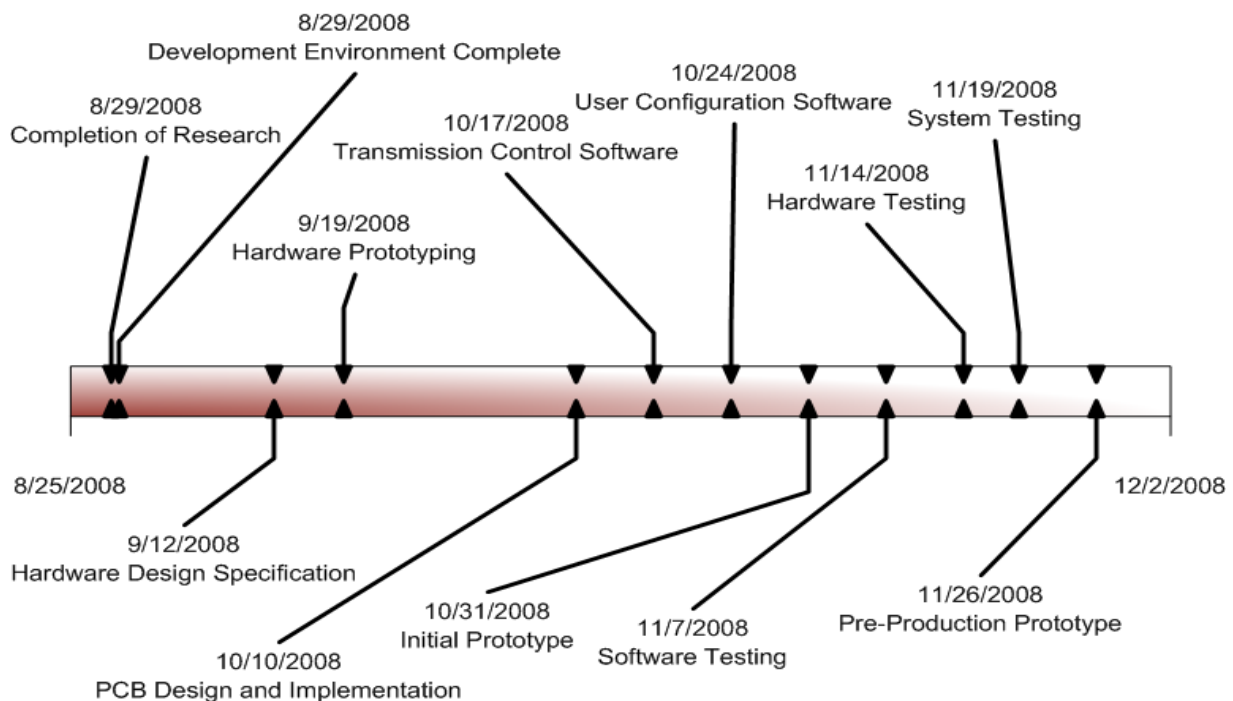 8/29/2008
Development Environment Complete
8/29/2008
Completion of Research
10/24/2008
User Configuration Software
11/19/2008
System Testing
10/17/2008
Transmission Control Software
11/14/2008
Hardware Testing
9/19/2008
Hardware Prototyping
8/25/2008
12/2/2008
9/12/2008
Hardware Design Specification
10/31/2008
Initial Prototype
11/7/2008
Software Testing
11/26/2008
Pre-Production Prototype
10/10/2008
PCB Design and Implementation